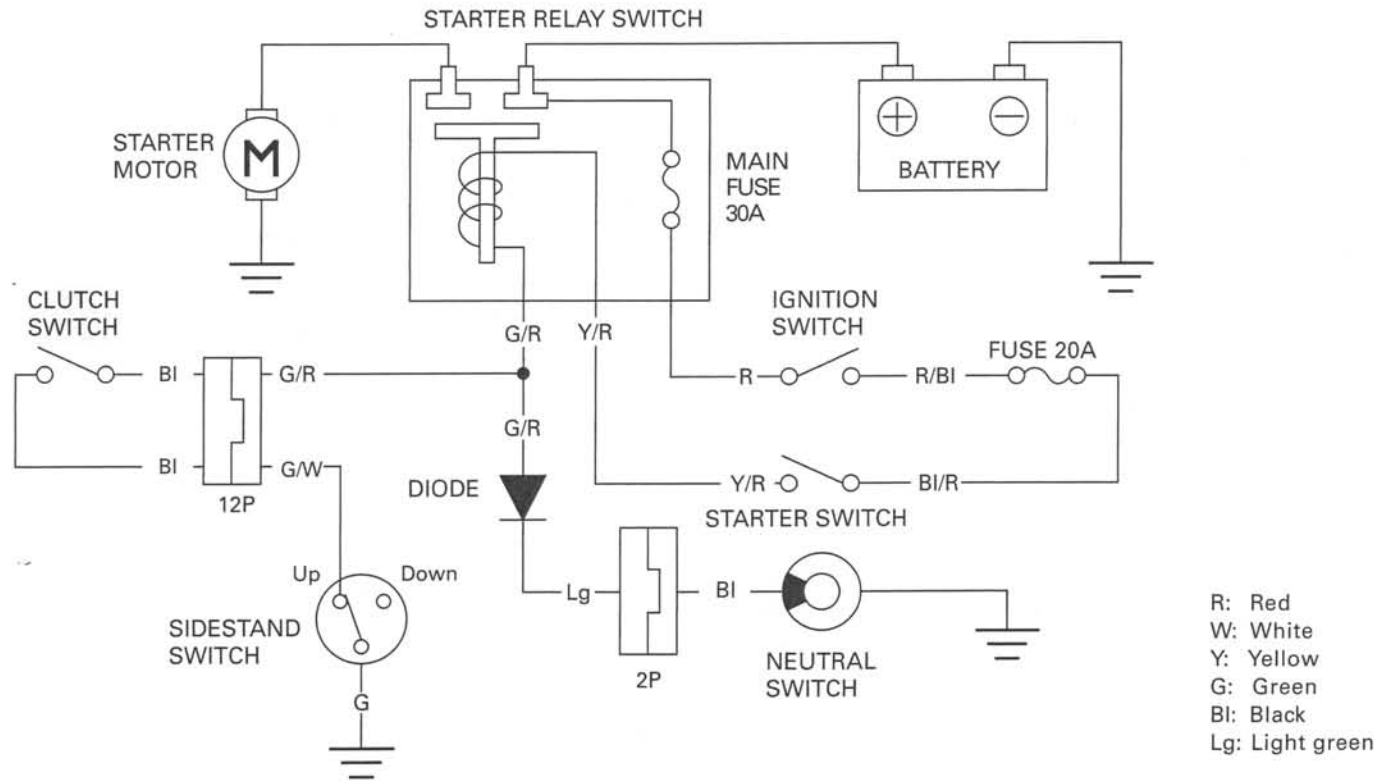 STARTER RELAY SWITCH
STARTER
MOTOR
M
MAIN
FUSE
30A
BATTERY
CLUTCH
SWITCH
IGNITION
SWITCH
FUSE 20A
G/R
Y/R
Bl
G/R
R
R/Bl
G/R
Bl
G/W
12P
DIODE
Y/R
Bl/R
STARTER SWITCH
Up
Down
Lg
Bl
SIDESTAND
SWITCH
2P
NEUTRAL
SWITCH
G
R: Red
W: White
Y: Yellow
G: Green
Bl: Black
Lg: Light green